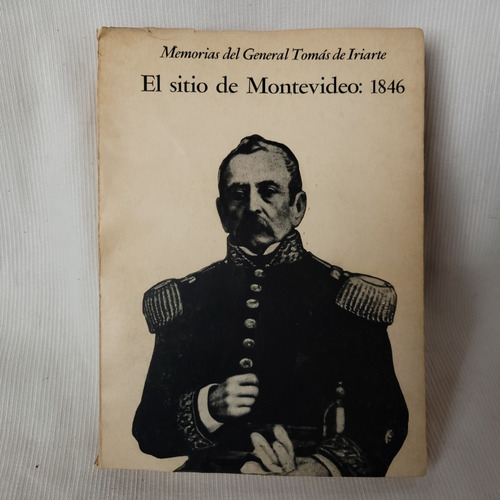 Memorias del General Tomás de Iriarte
El sitio de Montevideo: 1846